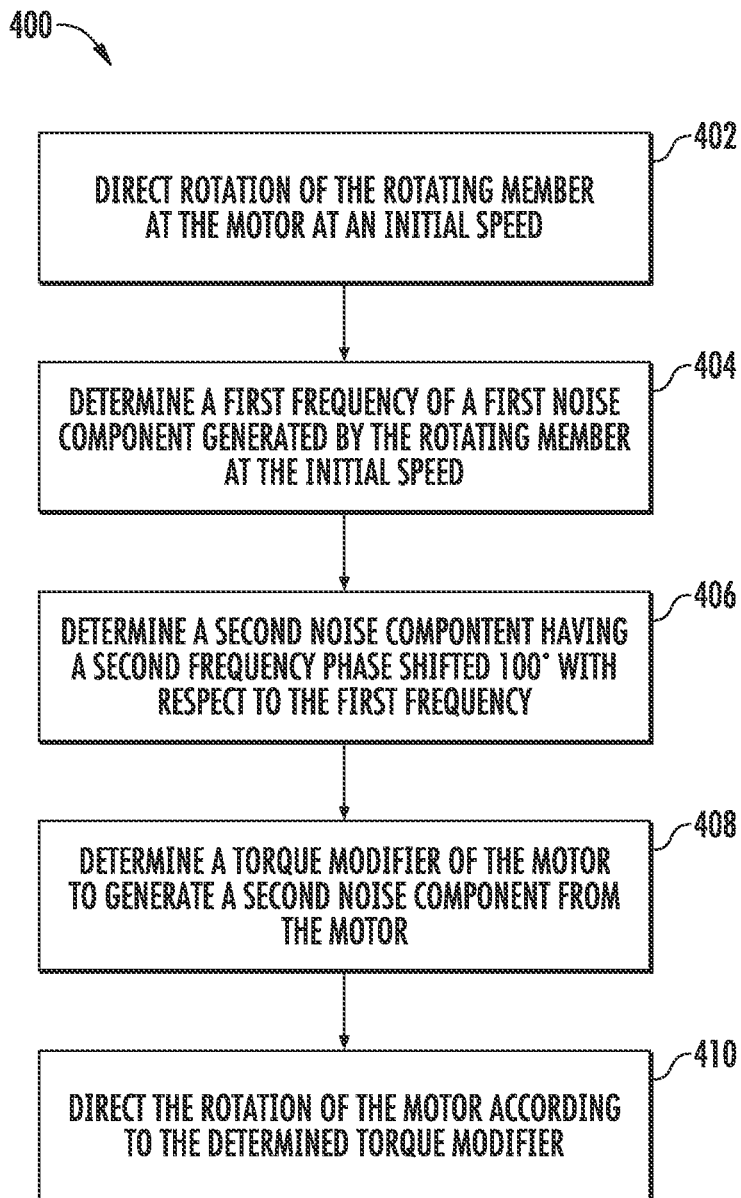 400
402
DIRECT ROTATION OF THE ROTATING MEMBER
AT THE MOTOR AT AN INITIAL SPEED
404
DETERMINE A FIRST FREQUENCY OF A FIRST NOISE
COMPONENT GENERATED BY THE ROTATING MEMBER
AT THE INITIAL SPEED
406
DETERMINE A SECOND NOISE COMPONTENT HAVING
A SECOND FREQUENCY PHASE SHIFTED 100° WITH
RESPECT TO THE FIRST FREQUENCY
408
DETERMINE A TORQUE MODIFIER OF THE MOTOR
TO GENERATE A SECOND NOISE COMPONENT FROM
THE MOTOR
410
DIRECT THE ROTATION OF THE MOTOR ACCORDING
TO THE DETERMINED TORQUE MODIFIER